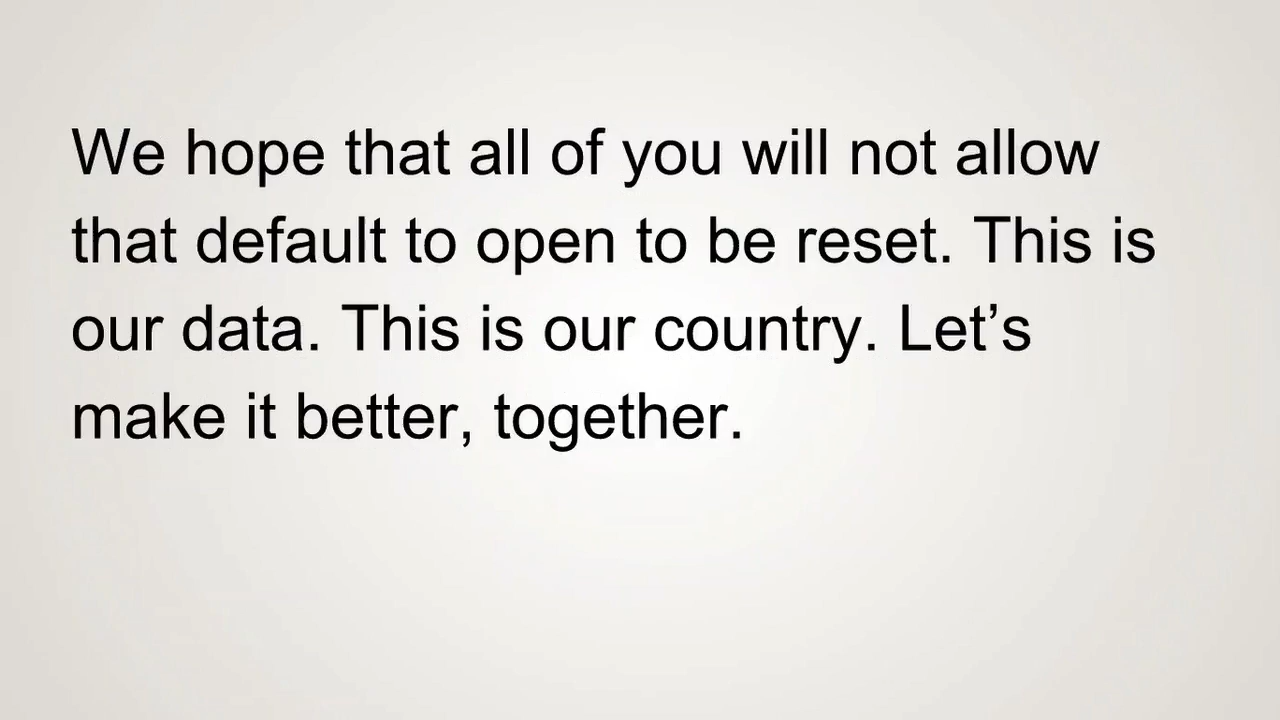 We hope that all of you will not allow
that default to open to be reset. This is
our data. This is our country. Let’s
make it better, together.